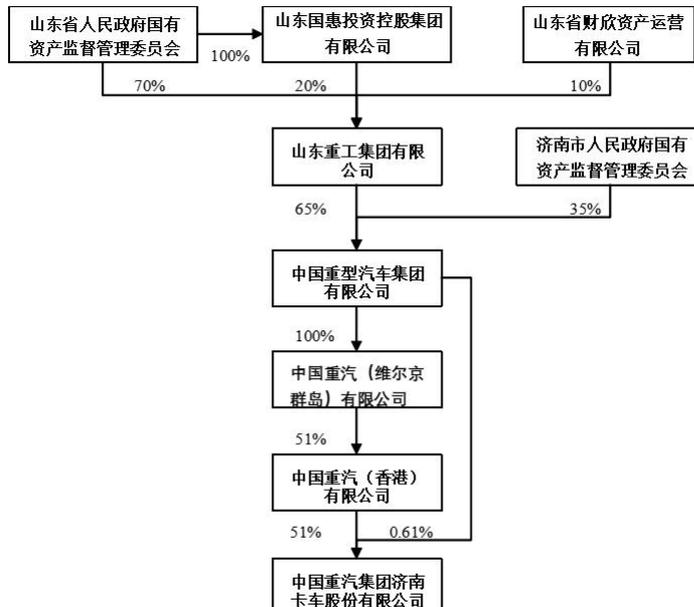 山东省人民政府国有
资产监督管理委员会
100%
山东国惠投资控股集团
有限公司
山东省财欣资产运营
有限公司
70%
20%
10%
山东重工集团有限
公司
济南市人民政府国有
资产监督管理委员会
65%
35%
中国重型汽车集团
有限公司
100%
中国重汽（维尔京
群岛）有限公司
51%
中国重汽（香港）
有限公司
51%
0.61%
中国重汽集团济南
卡车股份有限公司